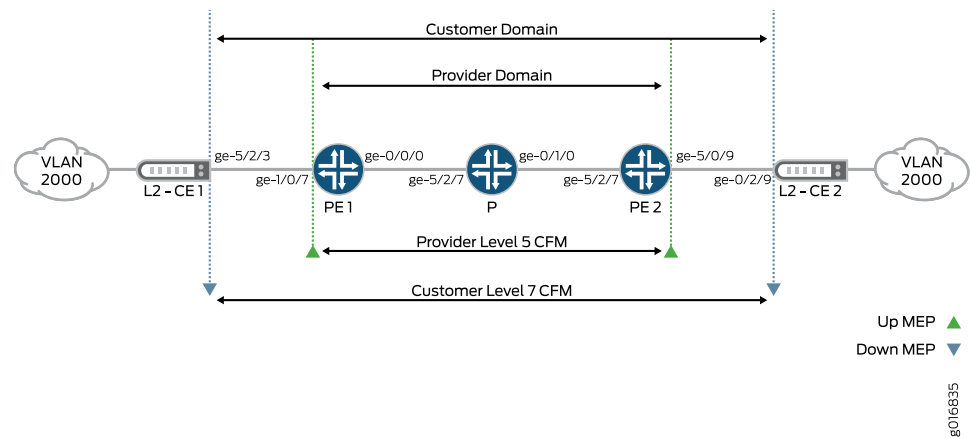 Customer Domain
Provider Domain
VLAN
2000
ge-5/2/3
ge-0/0/0
ge-0/1/0
ge-5/0/9
VLAN
2000
ge-1/0/7
ge-5/2/7
ge-5/2/7
ge-0/2/9
L2 - CE 1
PE 1
P
PE 2
L2 - CE 2
Provider Level 5 CFM
Customer Level 7 CFM
Up MEP
Down MEP
g016835